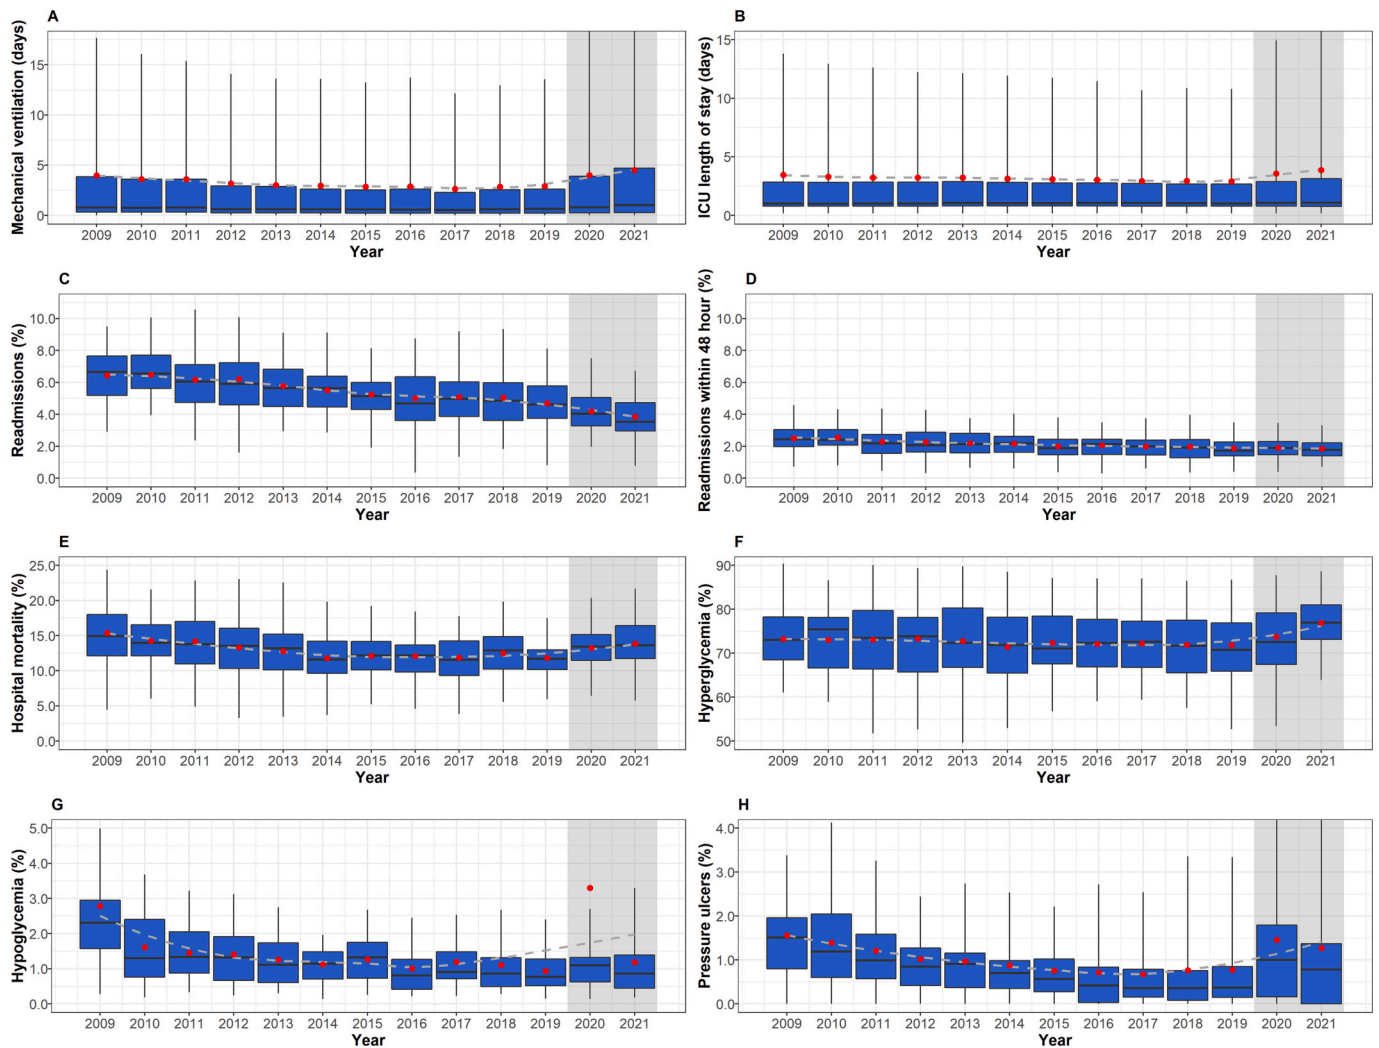 A
Mechanical ventilation (days)
15
10
5
0
2009 2010 2011 2012 2013 2014 2015 2016 2017 2018 2019 2020 2021
Year
B
ICU length of stay (days)
15
10
5
0
2009 2010 2011 2012 2013 2014 2015 2016 2017 2018 2019 2020 2021
Year
C
Readmissions (%)
10.0
8.0
6.0
4.0
2.0
0.0
2009 2010 2011 2012 2013 2014 2015 2016 2017 2018 2019 2020 2021
Year
D
Readmissions within 48 hour (%)
10.0
8.0
6.0
4.0
2.0
0.0
2009 2010 2011 2012 2013 2014 2015 2016 2017 2018 2019 2020 2021
Year
E
Hospital mortality (%)
25.0
20.0
15.0
10.0
5.0
0.0
2009 2010 2011 2012 2013 2014 2015 2016 2017 2018 2019 2020 2021
Year
F
Hyperglycemia (%)
90
80
70
60
50
2009 2010 2011 2012 2013 2014 2015 2016 2017 2018 2019 2020 2021
Year
G
Hypoglycemia (%)
5.0
4.0
3.0
2.0
1.0
0.0
2009 2010 2011 2012 2013 2014 2015 2016 2017 2018 2019 2020 2021
Year
H
Pressure ulcers (%)
4.0
3.0
2.0
1.0
0.0
2009 2010 2011 2012 2013 2014 2015 2016 2017 2018 2019 2020 2021
Year